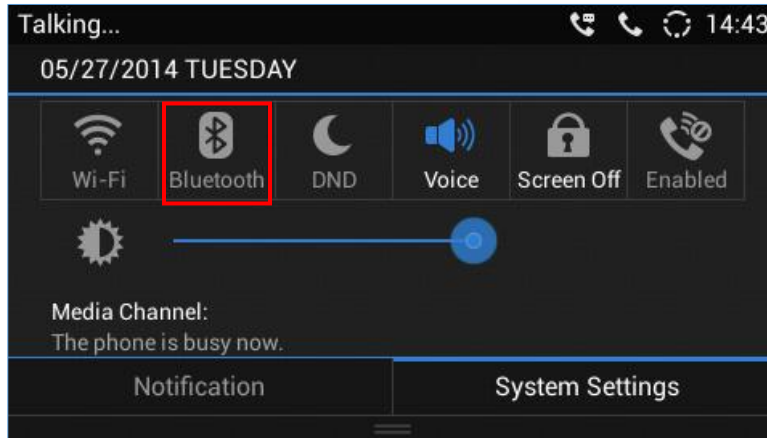 Talking... 14:43
05/27/2014 TUESDAY
Wi-Fi Bluetooth DND Voice Screen Off Enabled
Media Channel:
The phone is busy now.
Notification System Settings